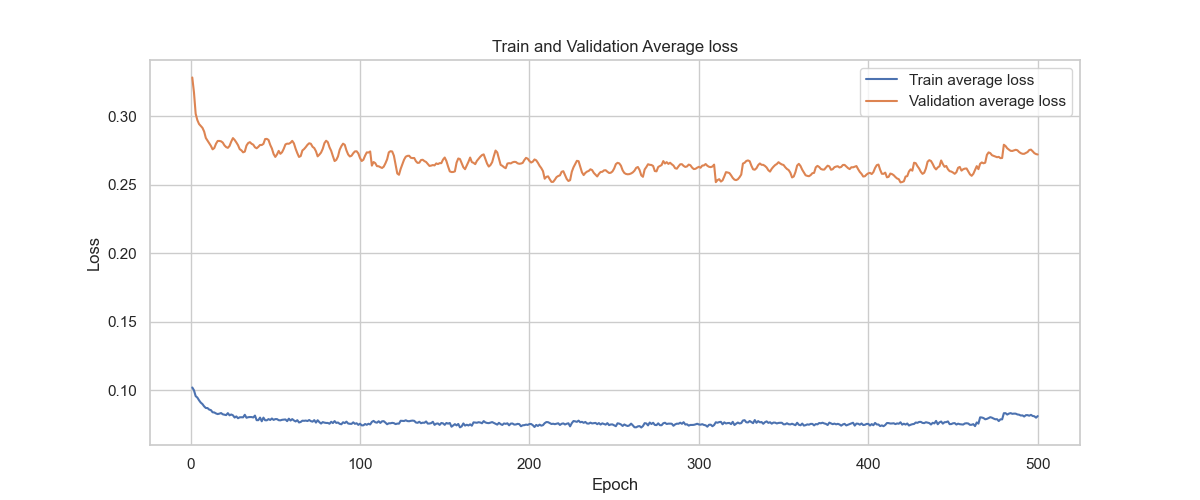 Train and Validation Average loss
Train average loss
Validation average loss
0.30
0.25
0.20
0.15
0.10
Loss
0
100
200
300
400
500
Epoch